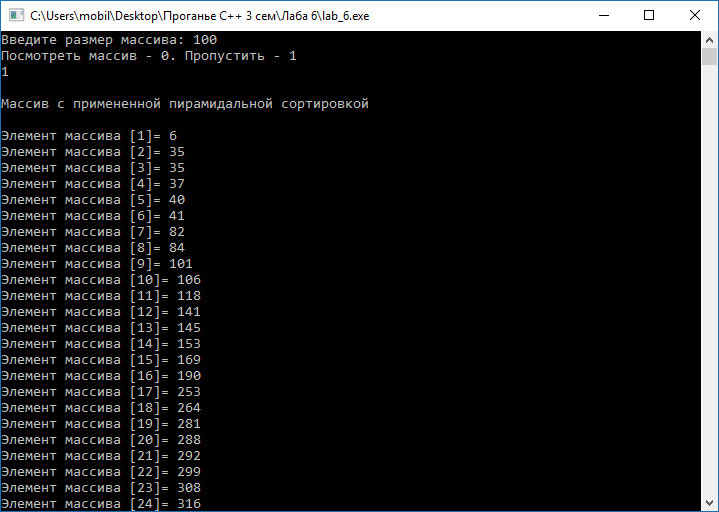 C:\Users\mobil\Desktop\Проганье C++ 3 сем\Лаба 6\lab_6.exe
Введите размер массива: 100
Посмотреть массив - 0. Пропустить - 1
1
Массив с примененной пирамидальной сортировкой
Элемент массива [1]= 6
Элемент массива [2]= 35
Элемент массива [3]= 35
Элемент массива [4]= 37
Элемент массива [5]= 40
Элемент массива [6]= 41
Элемент массива [7]= 82
Элемент массива [8]= 84
Элемент массива [9]= 101
Элемент массива [10]= 106
Элемент массива [11]= 118
Элемент массива [12]= 141
Элемент массива [13]= 145
Элемент массива [14]= 153
Элемент массива [15]= 169
Элемент массива [16]= 190
Элемент массива [17]= 253
Элемент массива [18]= 264
Элемент массива [19]= 281
Элемент массива [20]= 288
Элемент массива [21]= 292
Элемент массива [22]= 299
Элемент массива [23]= 308
Элемент массива [24]= 316